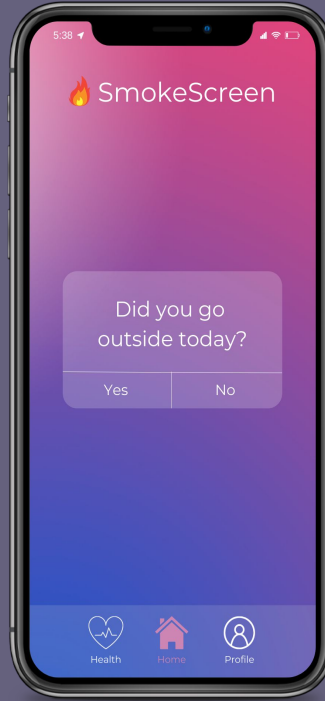 5:38
SmokeScreen
Did you go
outside today?
Yes No
Health Home Profile